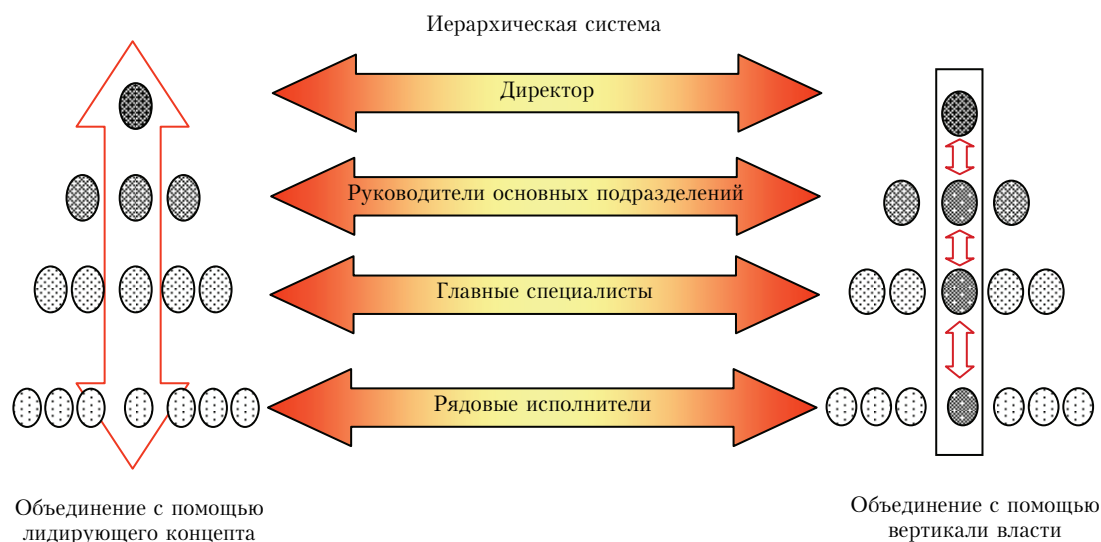 Иерархическая система
Директор
Руководители основных подразделений
Главные специалисты
Рядовые исполнители
Объединение с помощью
лидирующего концепта
Объединение с помощью
вертикали власти